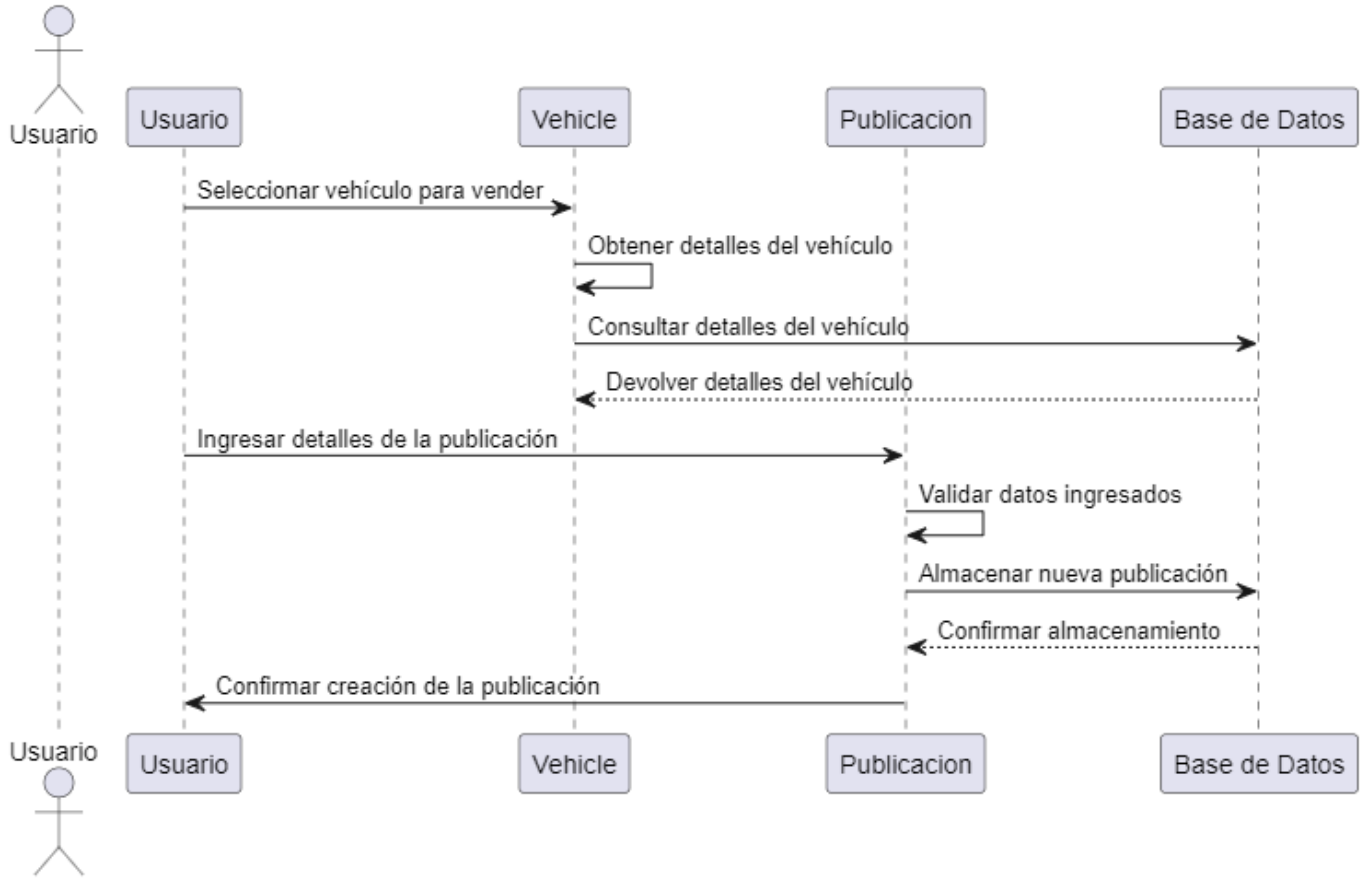 Usuario
Usuario
Vehicle
Publicacion
Base de Datos
Seleccionar vehículo para vender
Obtener detalles del vehículo
Consultar detalles del vehículo
Devolver detalles del vehículo
Ingresar detalles de la publicación
Validar datos ingresados
Almacenar nueva publicación
Confirmar almacenamiento
Confirmar creación de la publicación
Usuario
Usuario
Vehicle
Publicacion
Base de Datos